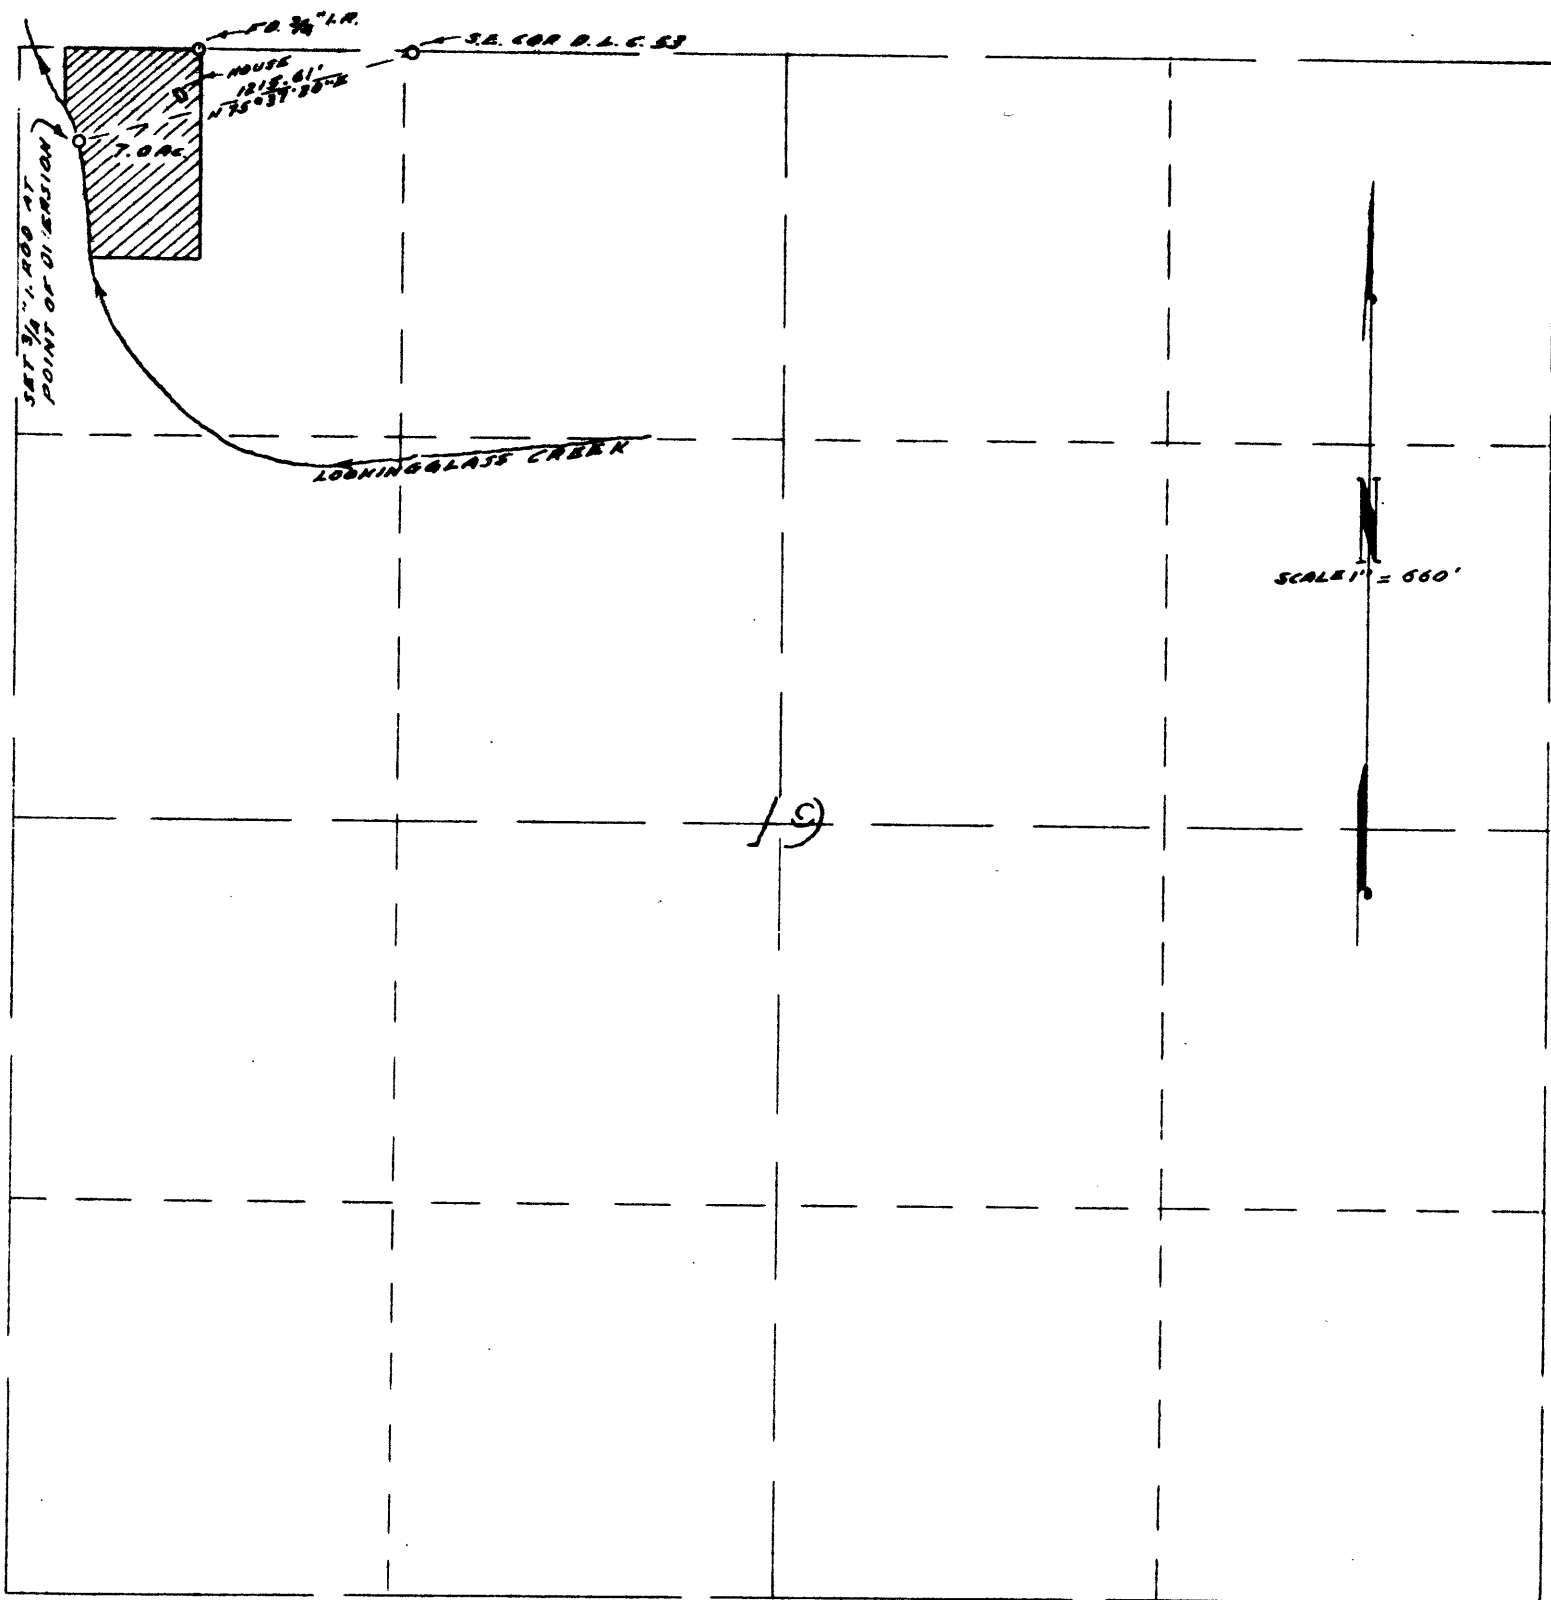 FD. 3/4" I.R.
S.E. COR D.L.C. 53
HOUSE
1215.61'
N 75°37'20" E
7.0 AC.
SET 3/4" I. ROD AT
POINT OF DIVERSION
LOOKINGGLASS CREEK
N
SCALE 1" = 660'
19